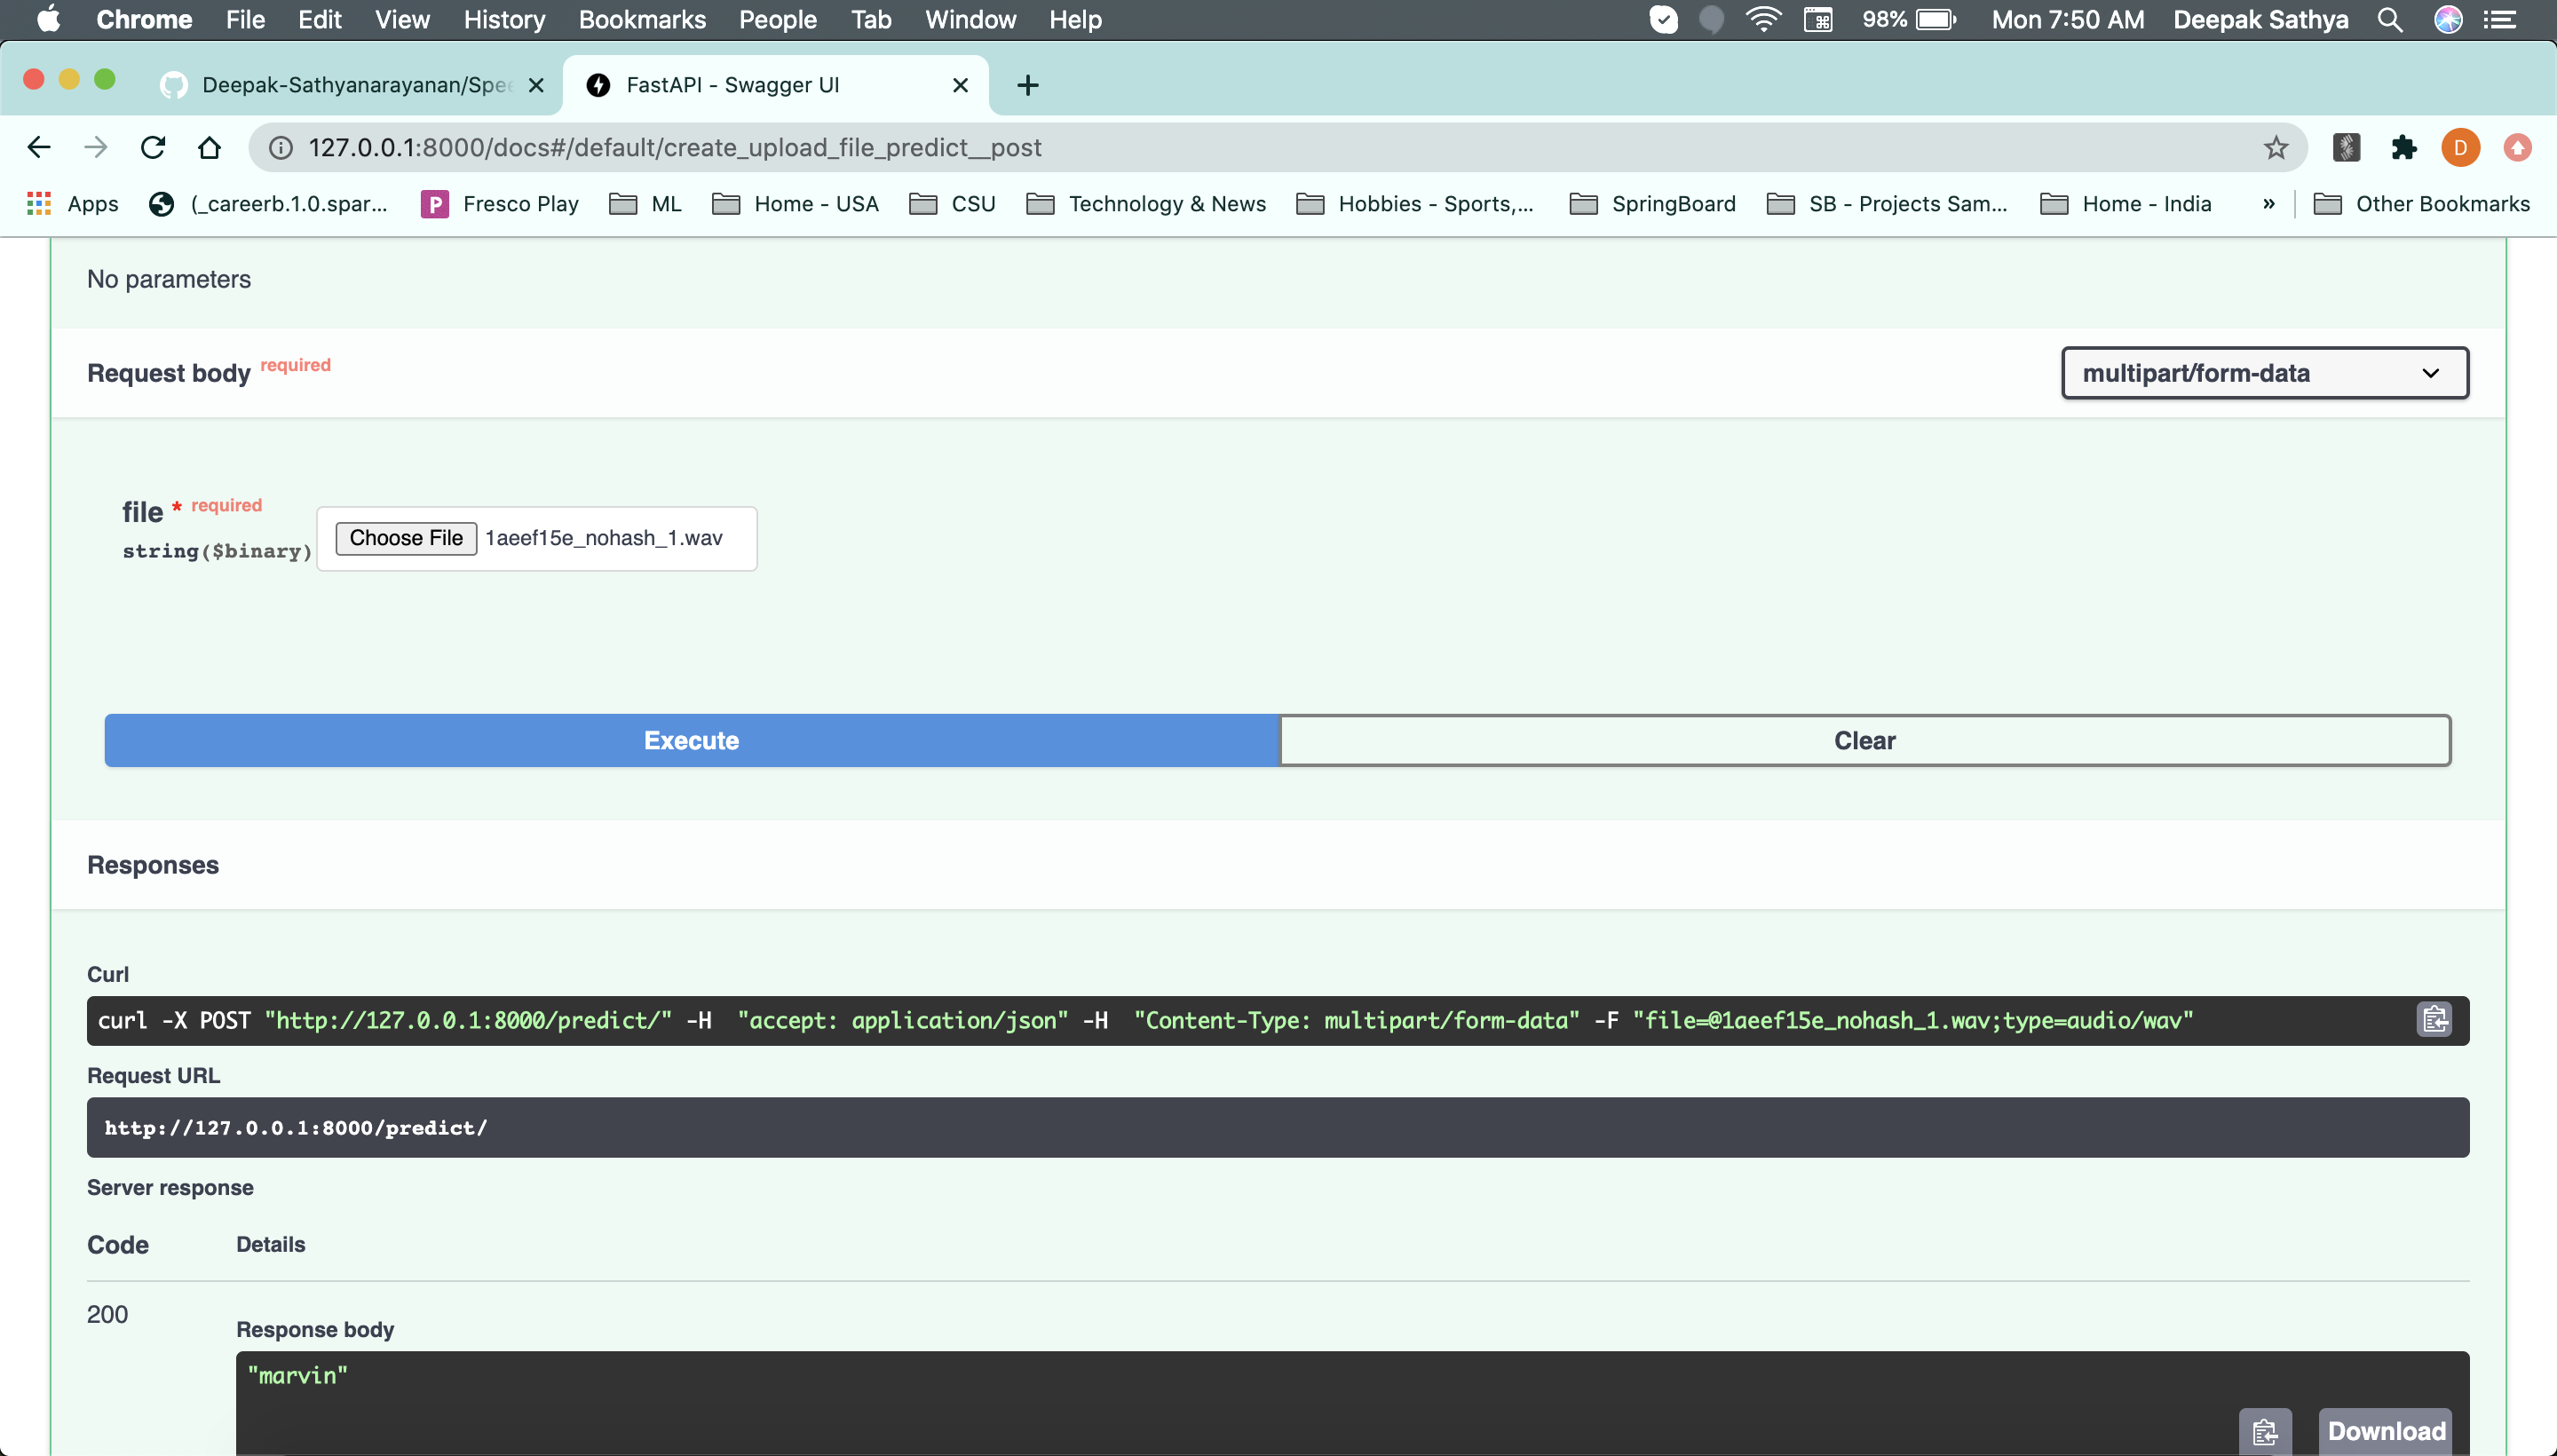 Chrome File Edit View History Bookmarks People Tab Window Help 98% Mon 7:50 AM Deepak Sathya
Deepak-Sathyanarayanan/Spee FastAPI - Swagger UI
127.0.0.1:8000/docs#/default/create_upload_file_predict__post D
Apps (_careerb.1.0.spar... P Fresco Play ML Home - USA CSU Technology & News Hobbies - Sports,... SpringBoard SB - Projects Sam... Home - India » Other Bookmarks
No parameters
Request body required multipart/form-data
file * required
string($binary) Choose File 1aeef15e_nohash_1.wav
Execute Clear
Responses
Curl
curl -X POST "http://127.0.0.1:8000/predict/" -H  "accept: application/json" -H  "Content-Type: multipart/form-data" -F "file=@1aeef15e_nohash_1.wav;type=audio/wav"
Request URL
http://127.0.0.1:8000/predict/
Server response
Code Details
200
Response body
"marvin"
Download